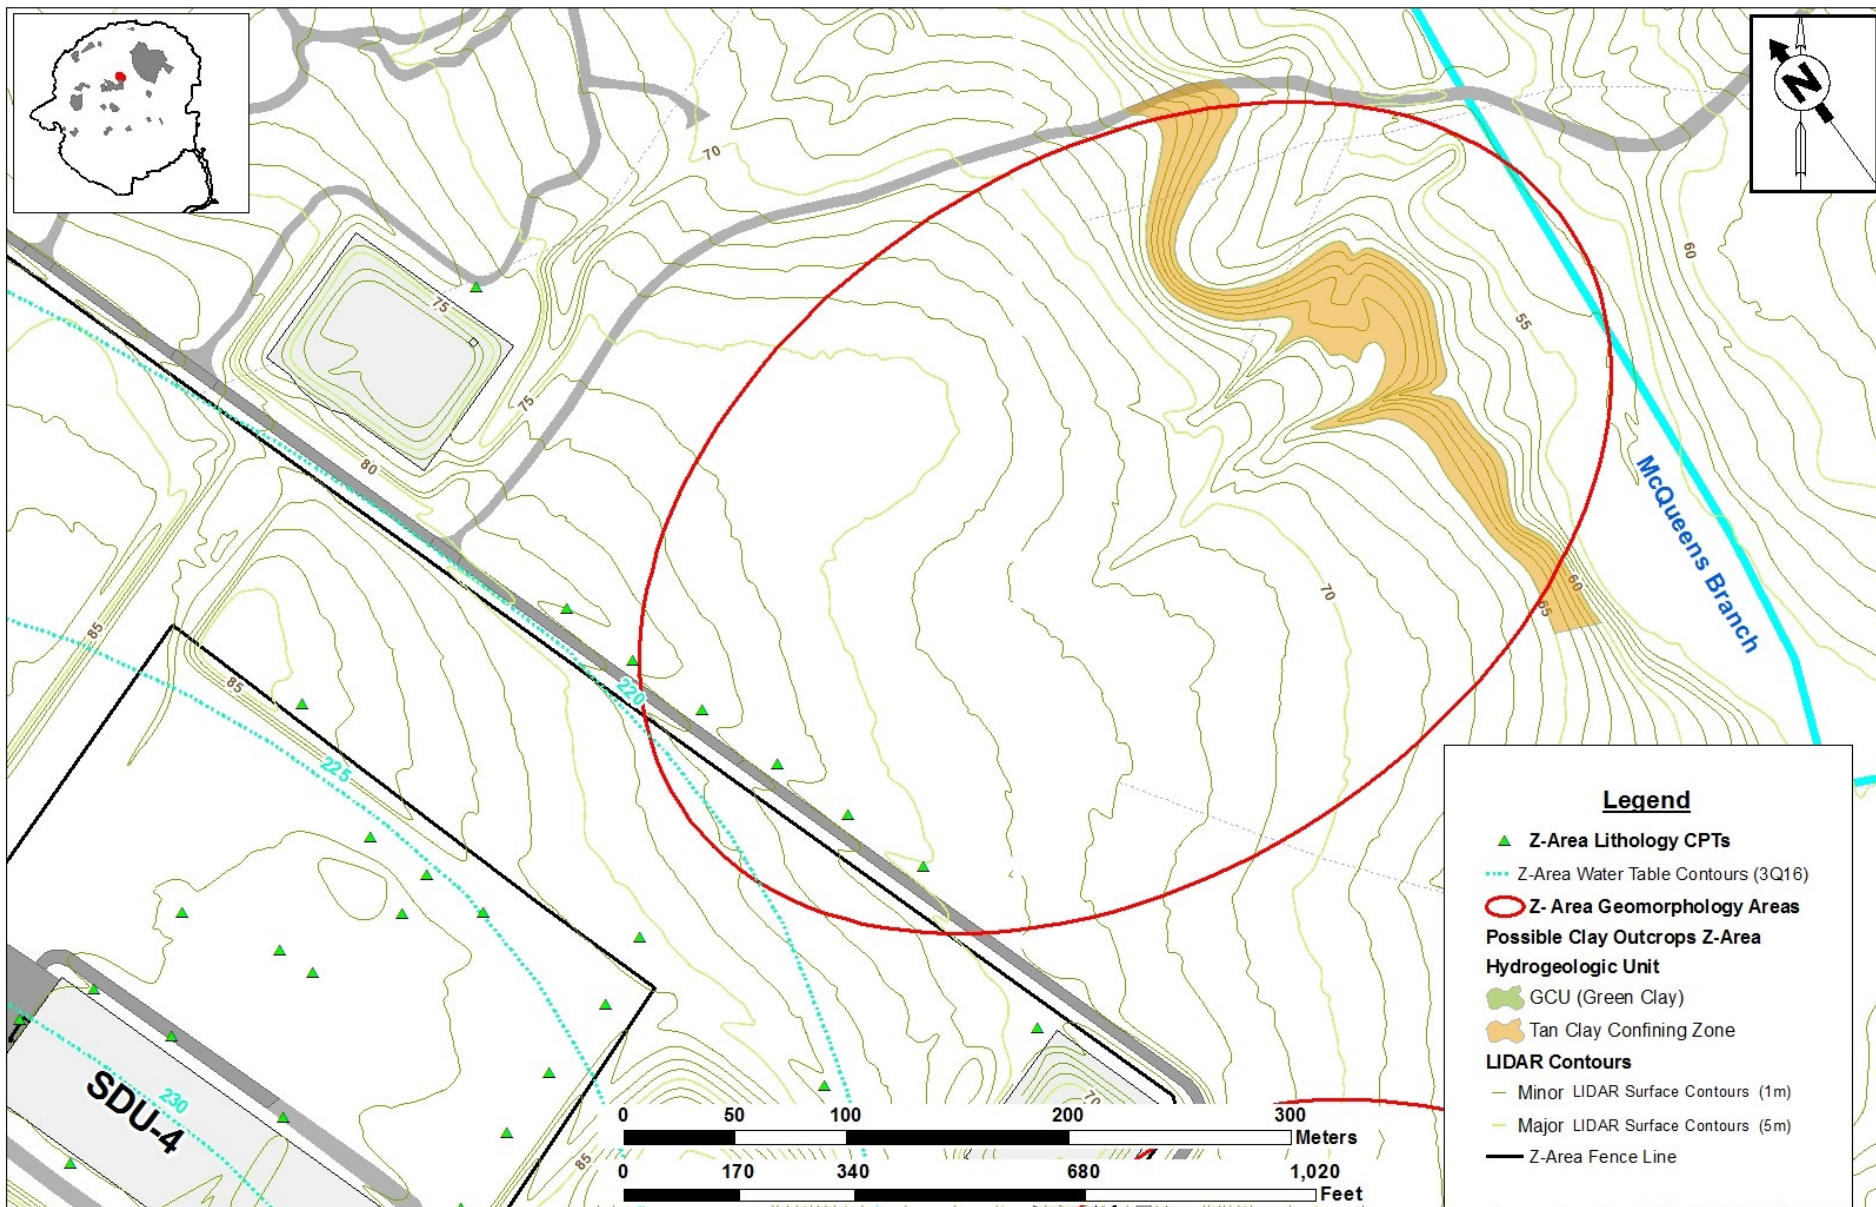 N
70
60
75
55
75
80
McQueens Branch
70
60
65
85
220
85
225
SDU-4
230
85
70
0 50 100 200 300
Meters
0 170 340 680 1,020
Feet
Legend
Z-Area Lithology CPTs
Z-Area Water Table Contours (3Q16)
Z- Area Geomorphology Areas
Possible Clay Outcrops Z-Area
Hydrogeologic Unit
GCU (Green Clay)
Tan Clay Confining Zone
LIDAR Contours
Minor LIDAR Surface Contours (1m)
Major LIDAR Surface Contours (5m)
Z-Area Fence Line